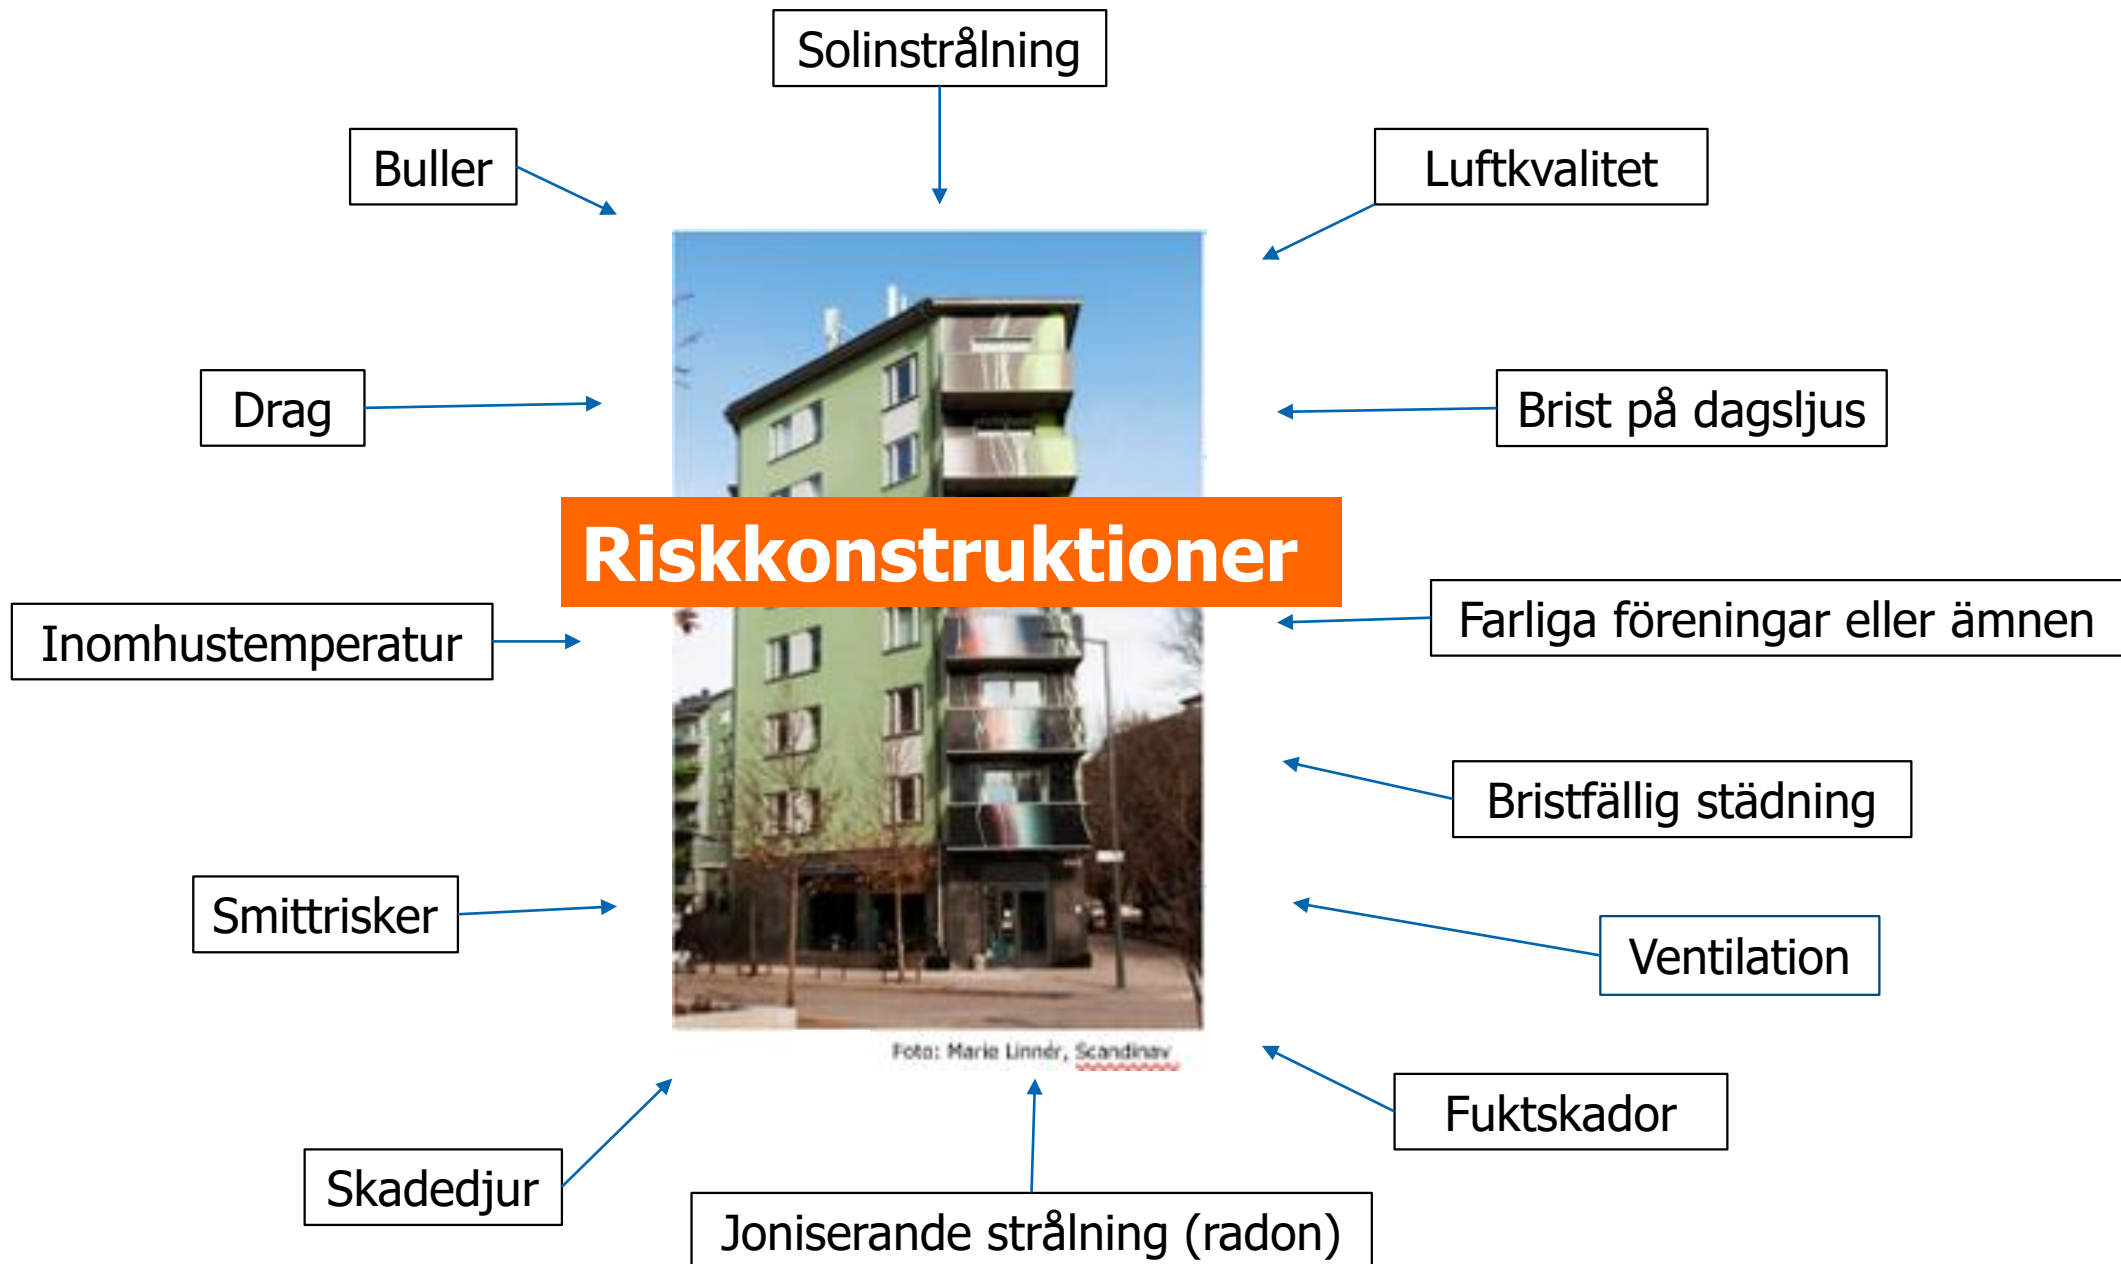 Solinstrålning
Buller
Luftkvalitet
Drag
Brist på dagsljus
Riskkonstruktioner
Inomhustemperatur
Farliga föreningar eller ämnen
Bristfällig städning
Smittrisker
Ventilation
Foto: Marie Linnér, Scandinav
Fuktskador
Skadedjur
Joniserande strålning (radon)